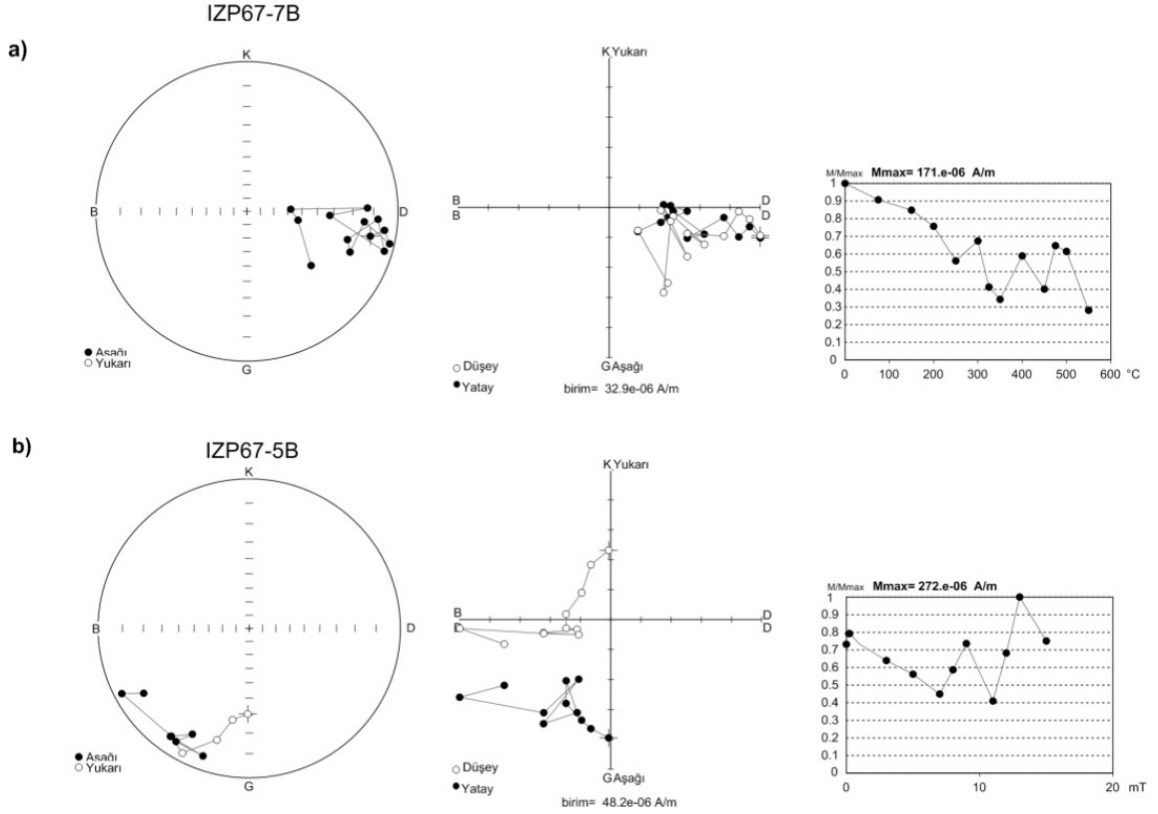 IZP67-7B
a)
K
B
D
G
● Aşağı
○ Yukarı
K Yukarı
B
D
B
D
G Aşağı
○ Düşey
● Yatay
birim= 32.9e-06 A/m
M/Mmax Mmax= 171.e-06 A/m
1
0.9
0.8
0.7
0.6
0.5
0.4
0.3
0.2
0.1
0
0 100 200 300 400 500 600 °C
b)
IZP67-5B
K
B
D
G
● Aşağı
○ Yukarı
K Yukarı
B
D
D
D
G Aşağı
○ Düşey
● Yatay
birim= 48.2e-06 A/m
M/Mmax Mmax= 272.e-06 A/m
1
0.9
0.8
0.7
0.6
0.5
0.4
0.3
0.2
0.1
0
0 10 20 mT